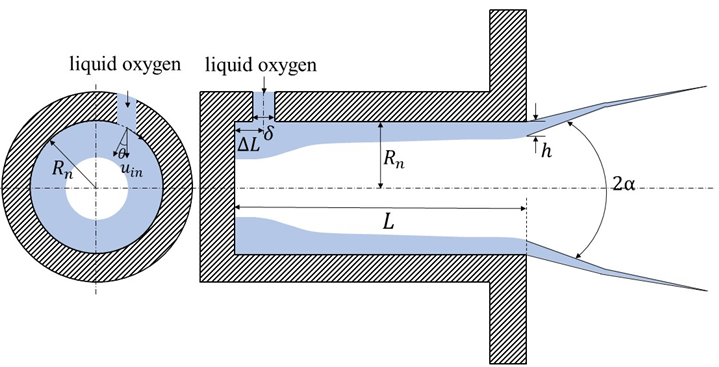 liquid oxygen
liquid oxygen
θ
u_in
R_n
δ
ΔL
R_n
h
2α
L